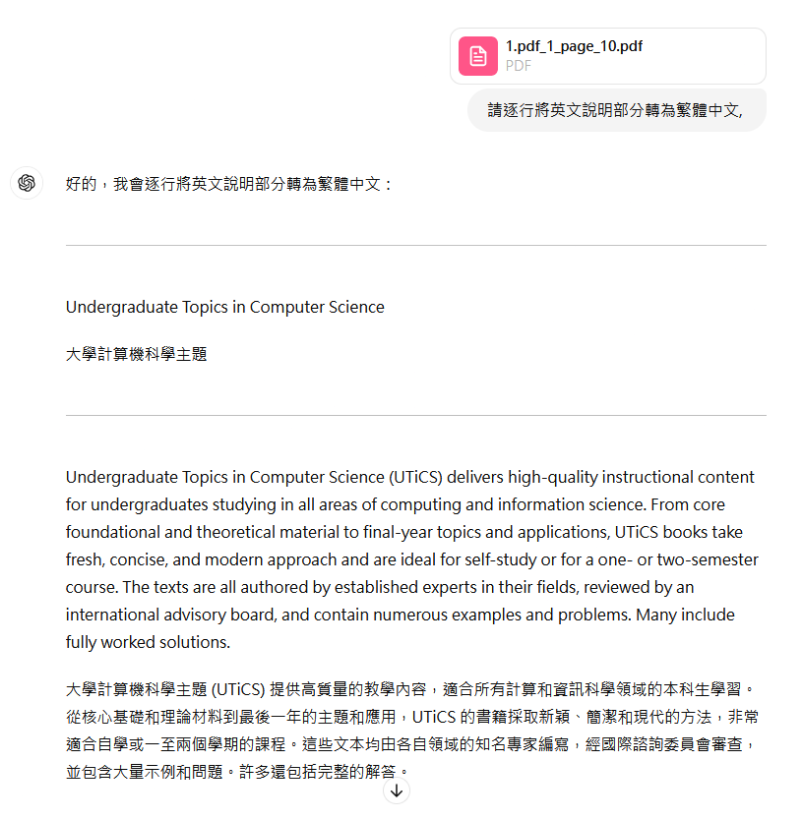 1.pdf_1_page_10.pdf
PDF
請逐行將英文說明部分轉為繁體中文,
好的，我會逐行將英文說明部分轉為繁體中文：
Undergraduate Topics in Computer Science
大學計算機科學主題
Undergraduate Topics in Computer Science (UTiCS) delivers high-quality instructional content
for undergraduates studying in all areas of computing and information science. From core
foundational and theoretical material to final-year topics and applications, UTiCS books take
fresh, concise, and modern approach and are ideal for self-study or for a one- or two-semester
course. The texts are all authored by established experts in their fields, reviewed by an
international advisory board, and contain numerous examples and problems. Many include
fully worked solutions.
大學計算機科學主題 (UTiCS) 提供高質量的教學內容，適合所有計算和資訊科學領域的本科生學習。
從核心基礎和理論材料到最後一年的主題和應用，UTiCS 的書籍採取新穎、簡潔和現代的方法，非常
適合自學或一至兩個學期的課程。這些文本均由各自領域的知名專家編寫，經國際諮詢委員會審查，
並包含大量示例和問題。許多還包括完整的解答。